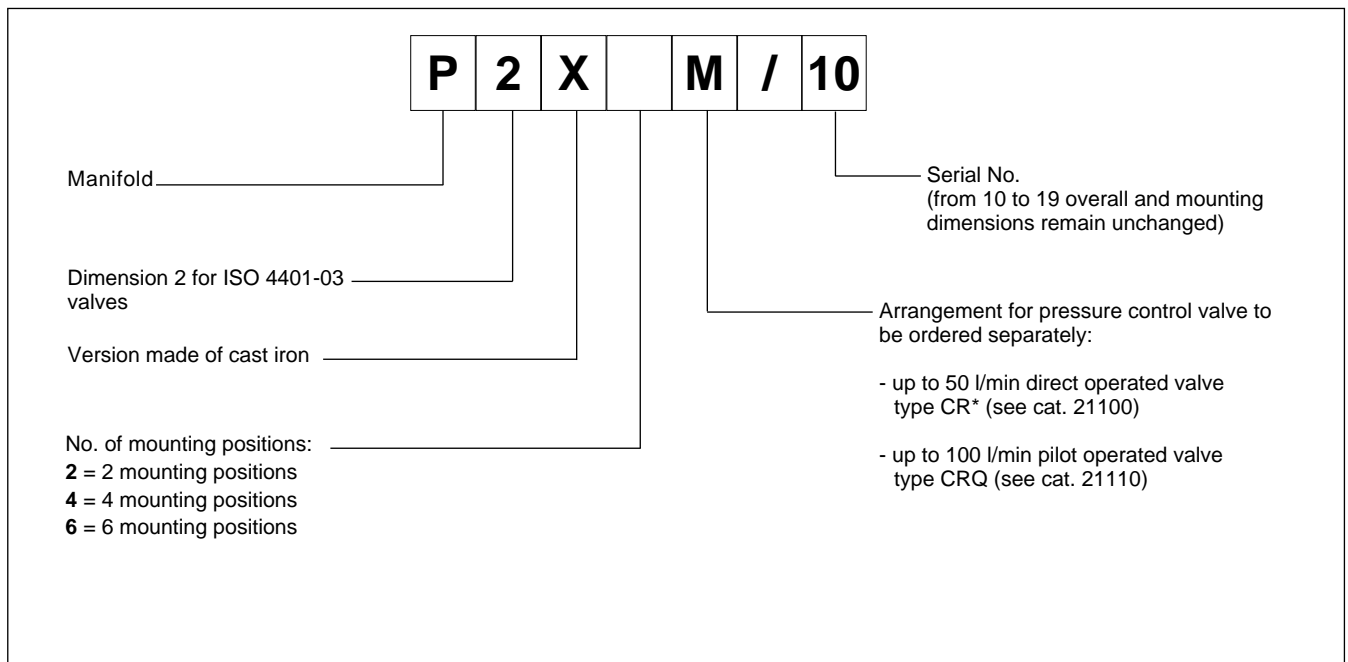 P 2 X M / 10
Manifold
Dimension 2 for ISO 4401-03
valves
Version made of cast iron
No. of mounting positions:
2 = 2 mounting positions
4 = 4 mounting positions
6 = 6 mounting positions
Serial No.
(from 10 to 19 overall and mounting
dimensions remain unchanged)
Arrangement for pressure control valve to
be ordered separately:
- up to 50 l/min direct operated valve
type CR* (see cat. 21100)
- up to 100 l/min pilot operated valve
type CRQ (see cat. 21110)